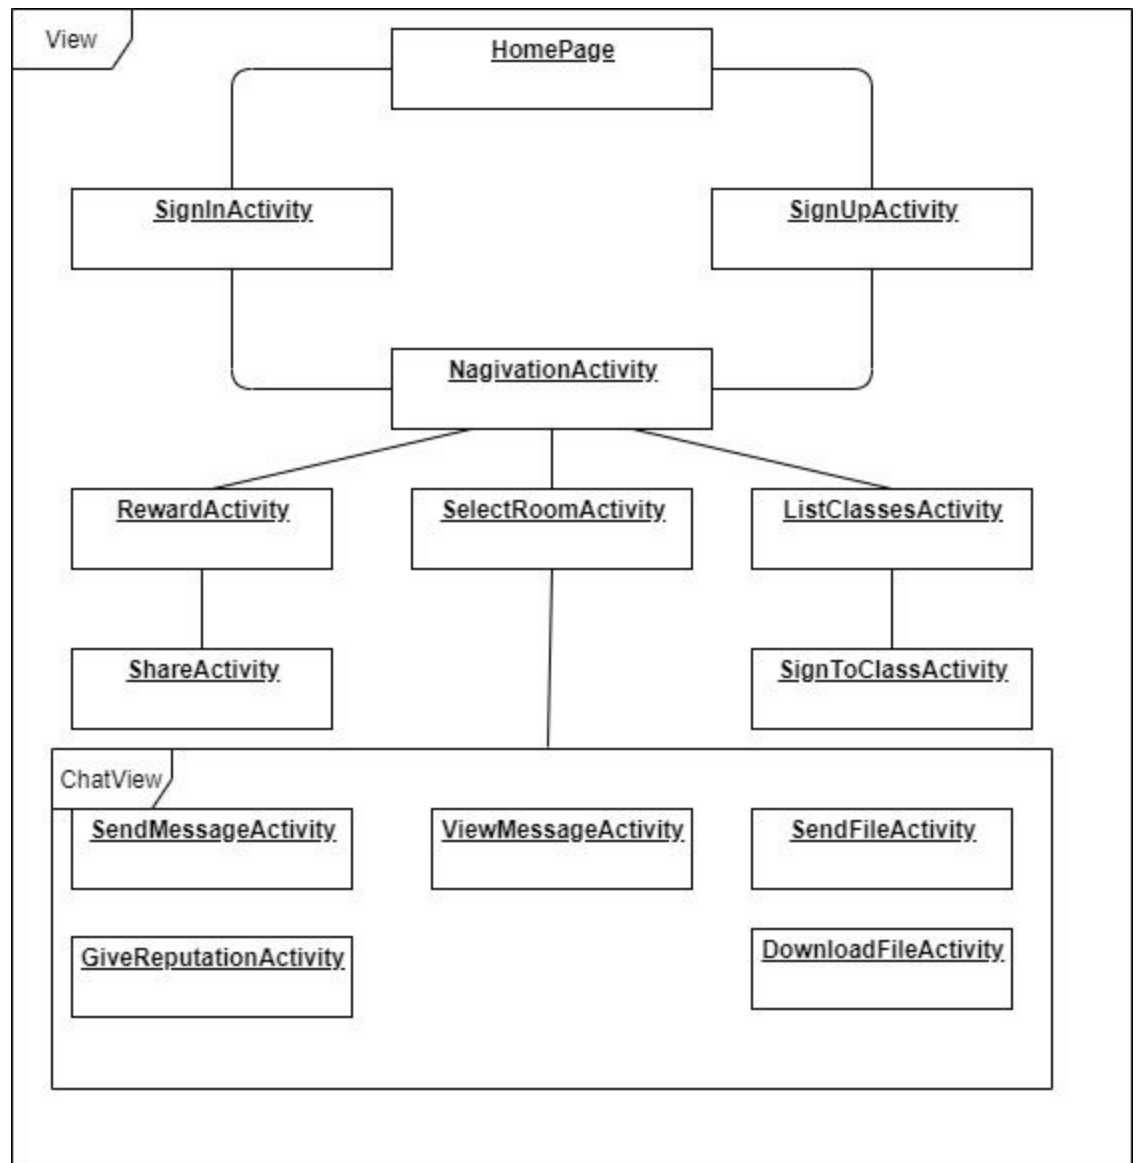 View
HomePage
SignInActivity
SignUpActivity
NagivationActivity
RewardActivity
SelectRoomActivity
ListClassesActivity
ShareActivity
SignToClassActivity
ChatView
SendMessageActivity
ViewMessageActivity
SendFileActivity
GiveReputationActivity
DownloadFileActivity